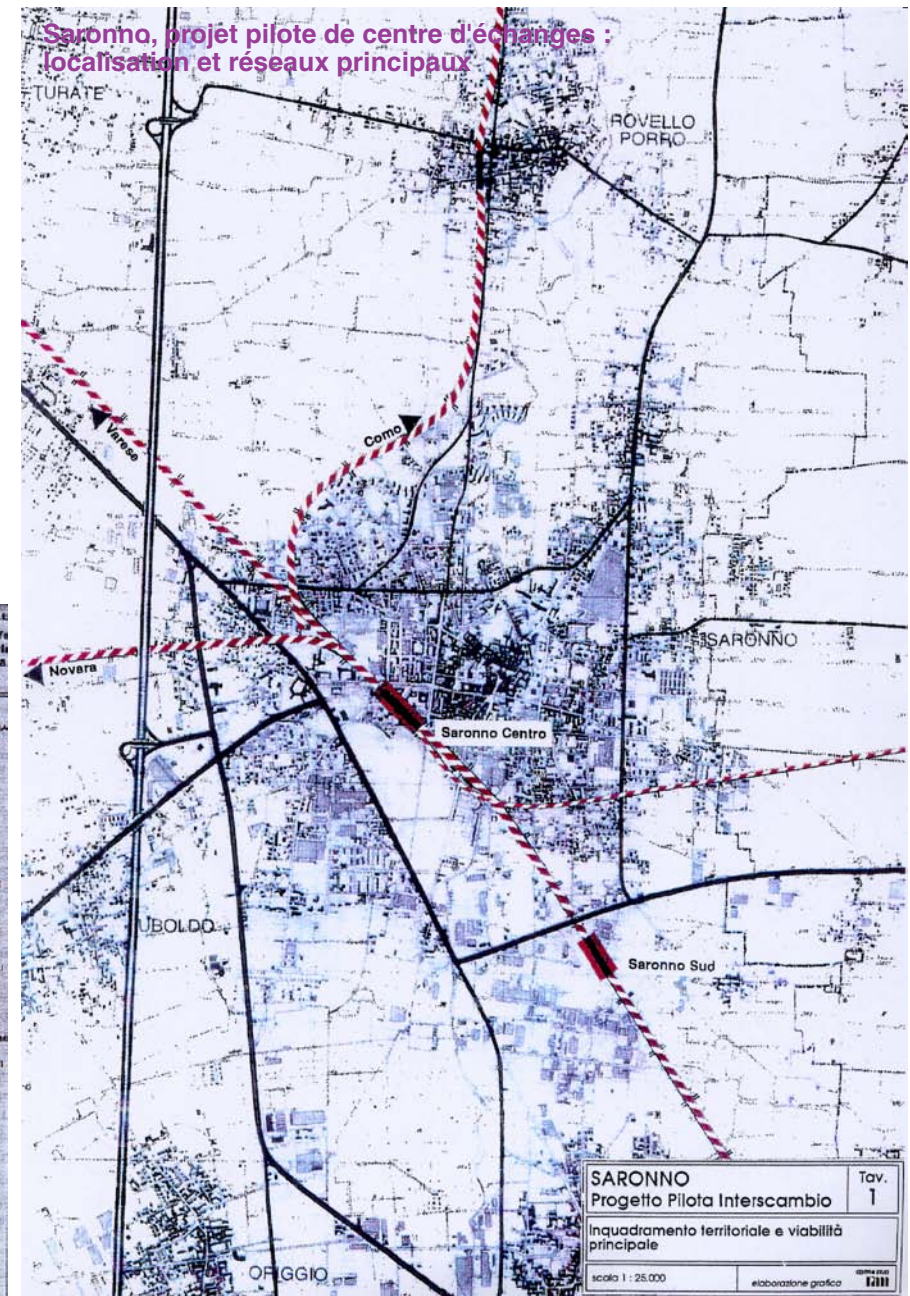 Saronno, projet pilote de centre d'échanges :
localisation et réseaux principaux
TURATE
ROVELLO
PORRO
Varese
Como
Novara
SARONNO
Saronno Centro
UBOLDO
Saronno Sud
ORIGGIO
SARONNO
Progetto Pilota Interscambio
Tav.
1
Inquadramento territoriale e viabilità
principale
scala 1 : 25.000
elaborazione grafica